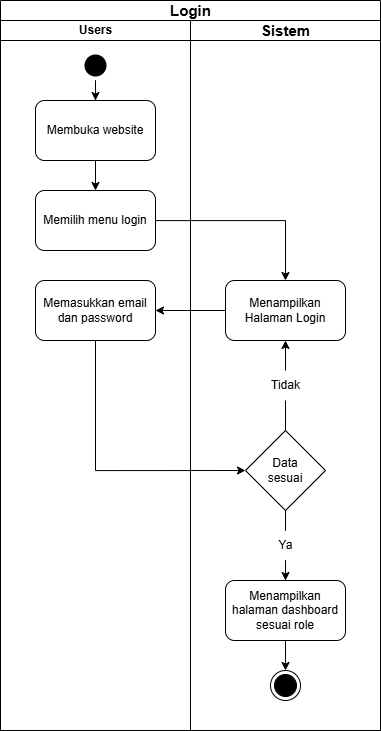 Login
Users
Sistem
Membuka website
Memilih menu login
Memasukkan email
dan password
Menampilkan
Halaman Login
Tidak
Data
sesuai
Ya
Menampilkan
halaman dashboard
sesuai role